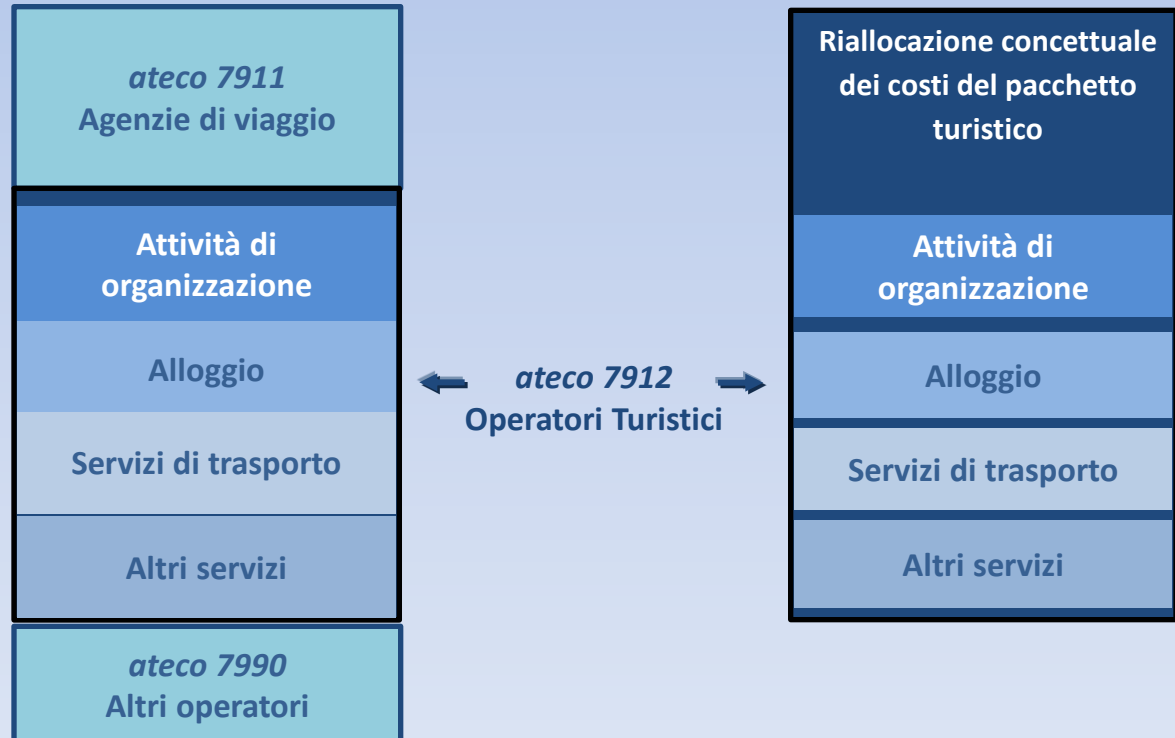 ateco 7911
Agenzie di viaggio
Attività di
organizzazione
Alloggio
Servizi di trasporto
Altri servizi
ateco 7990
Altri operatori
ateco 7912
Operatori Turistici
Riallocazione concettuale
dei costi del pacchetto
turistico
Attività di
organizzazione
Alloggio
Servizi di trasporto
Altri servizi